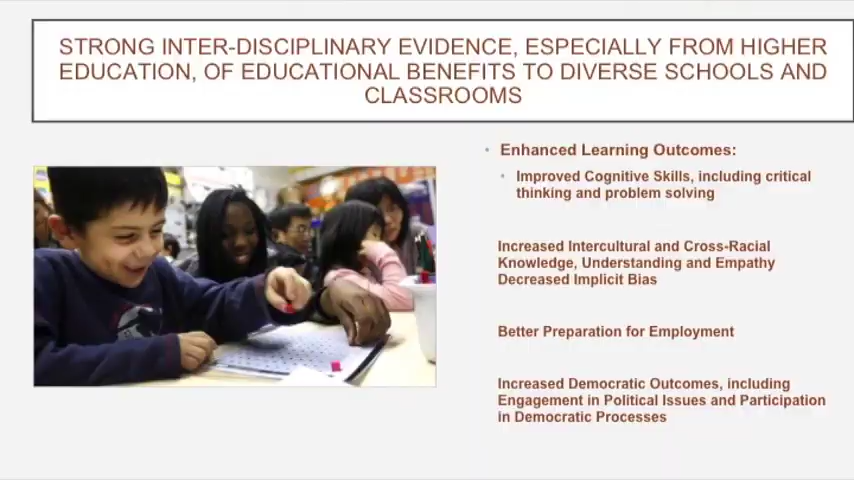 STRONG INTER-DISCIPLINARY EVIDENCE, ESPECIALLY FROM HIGHER
EDUCATION, OF EDUCATIONAL BENEFITS TO DIVERSE SCHOOLS AND
CLASSROOMS
• Enhanced Learning Outcomes:
• Improved Cognitive Skills, including critical
thinking and problem solving
Increased Intercultural and Cross-Racial
Knowledge, Understanding and Empathy
Decreased Implicit Bias
Better Preparation for Employment
Increased Democratic Outcomes, including
Engagement in Political Issues and Participation
in Democratic Processes